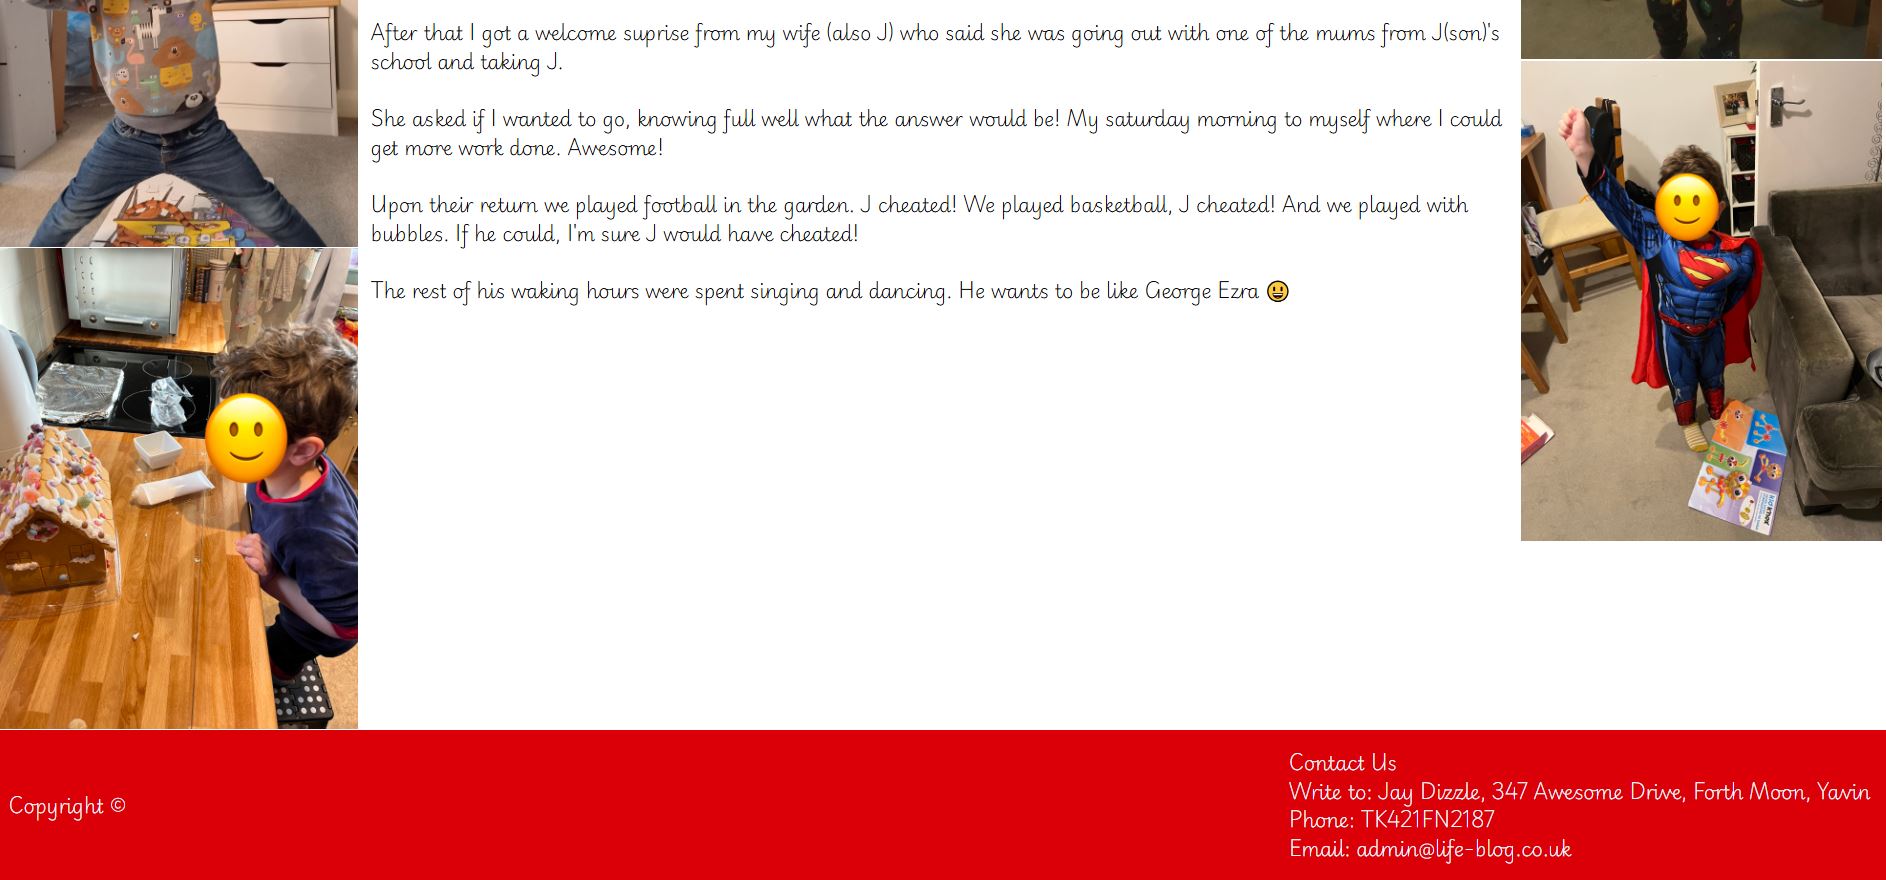 After that I got a welcome suprise from my wife (also J) who said she was going out with one of the mums from J(son)'s
school and taking J.
She asked if I wanted to go, knowing full well what the answer would be! My saturday morning to myself where I could
get more work done. Awesome!
Upon their return we played football in the garden. J cheated! We played basketball, J cheated! And we played with
bubbles. If he could, I'm sure J would have cheated!
The rest of his waking hours were spent singing and dancing. He wants to be like George Ezra 😃
Copyright ©
Contact Us
Write to: Jay Dizzle, 347 Awesome Drive, Forth Moon, Yavin
Phone: TK421FN2187
Email: admin@life-blog.co.uk